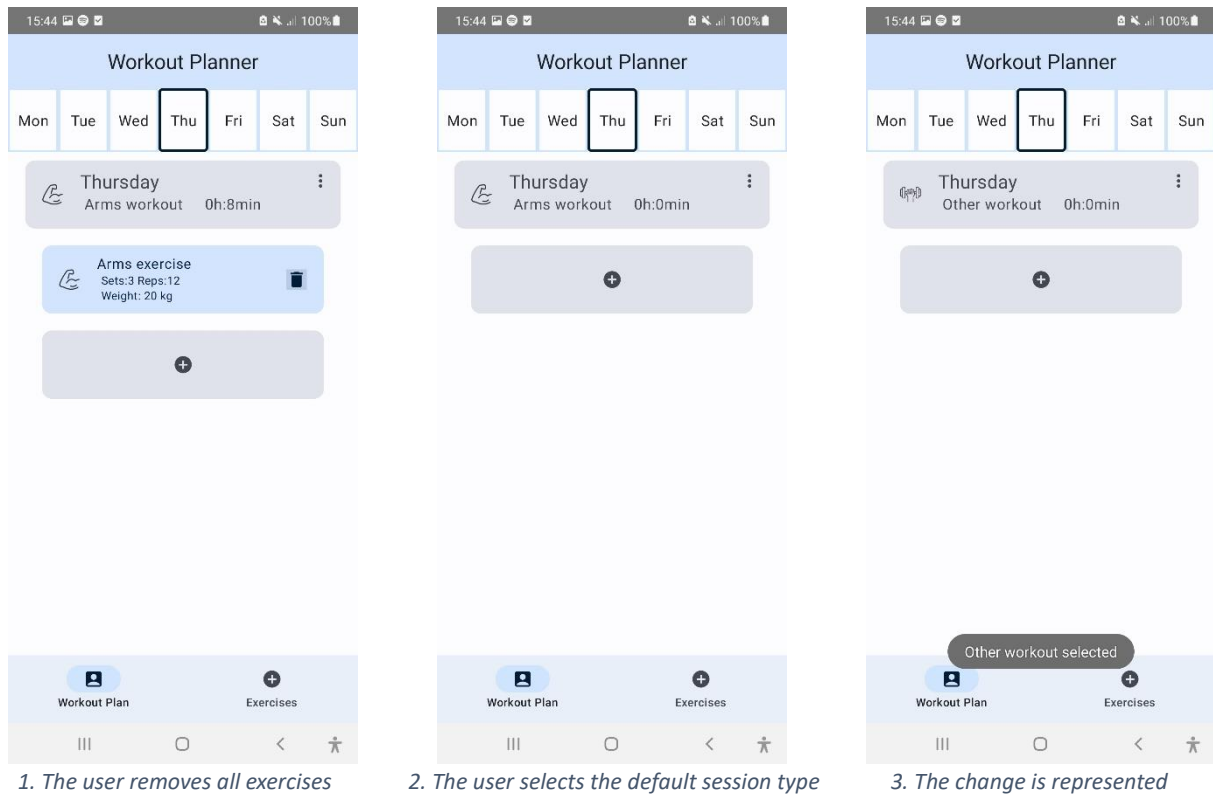 15:44 100%
Workout Planner
Mon Tue Wed Thu Fri Sat Sun
Thursday
Arms workout 0h:8min
Arms exercise
Sets:3 Reps:12
Weight: 20 kg
Workout Plan Exercises
1. The user removes all exercises
15:44 100%
Workout Planner
Mon Tue Wed Thu Fri Sat Sun
Thursday
Arms workout 0h:0min
Workout Plan Exercises
2. The user selects the default session type
15:44 100%
Workout Planner
Mon Tue Wed Thu Fri Sat Sun
Thursday
Other workout 0h:0min
Other workout selected
Workout Plan Exercises
3. The change is represented